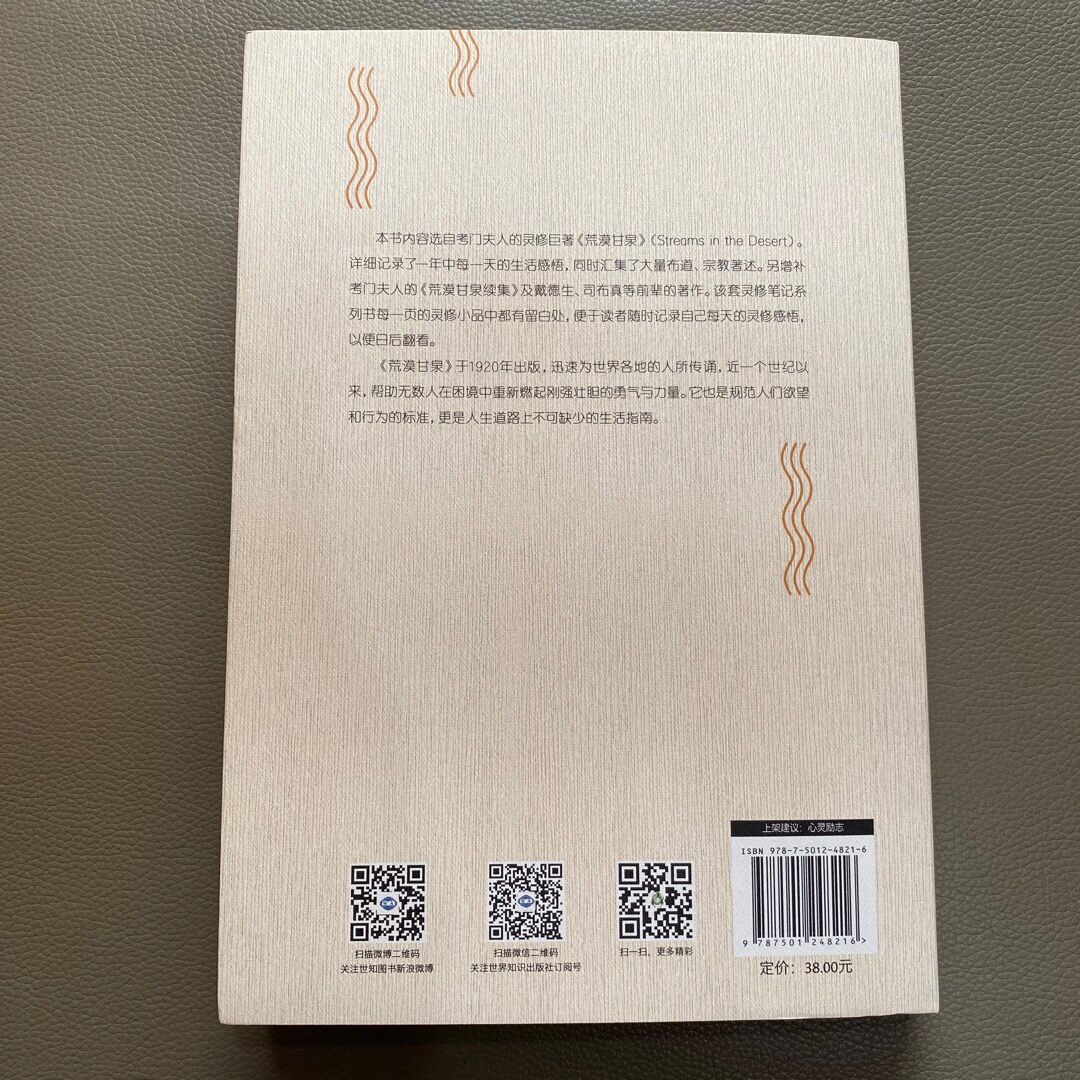 本书内容选自考门夫人的灵修巨著《荒漠甘泉》(Streams in the Desert)。
详细记录了一年中每一天的生活感悟,同时汇集了大量布道、宗教著述。另增补
考门夫人的《荒漠甘泉续集》及戴德生、司布真等前辈的著作。该套灵修笔记系
列书每一页的灵修小品中都有留白处,便于读者随时记录自己每天的灵修感悟,
以便日后翻看。
《荒漠甘泉》于1920年出版,迅速为世界各地的人所传诵,近一个世纪以
来,帮助无数人在困境中重新燃起刚强壮胆的勇气与力量。它也是规范人们欲望
和行为的标准,更是人生道路上不可缺少的生活指南。
上架建议:心灵励志
ISBN 978-7-5012-4821-6
9 787501 248216>
定价:38.00元
扫描微博二维码
关注世知图书新浪微博
扫描微信二维码
关注世界知识出版社订阅号
扫一扫,更多精彩